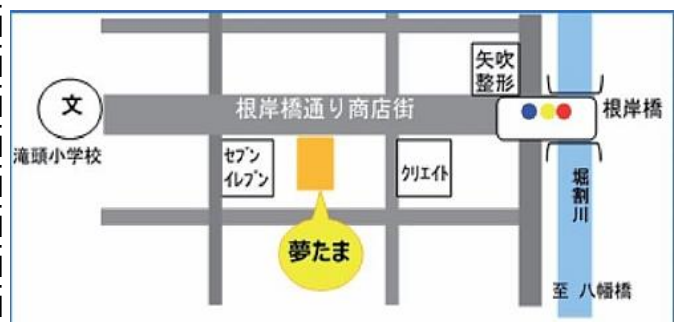 矢吹
整形
文
根岸橋通り商店街
根岸橋
滝頭小学校
セブン
イレブン
クリエイト
堀割川
夢たま
至 八幡橋